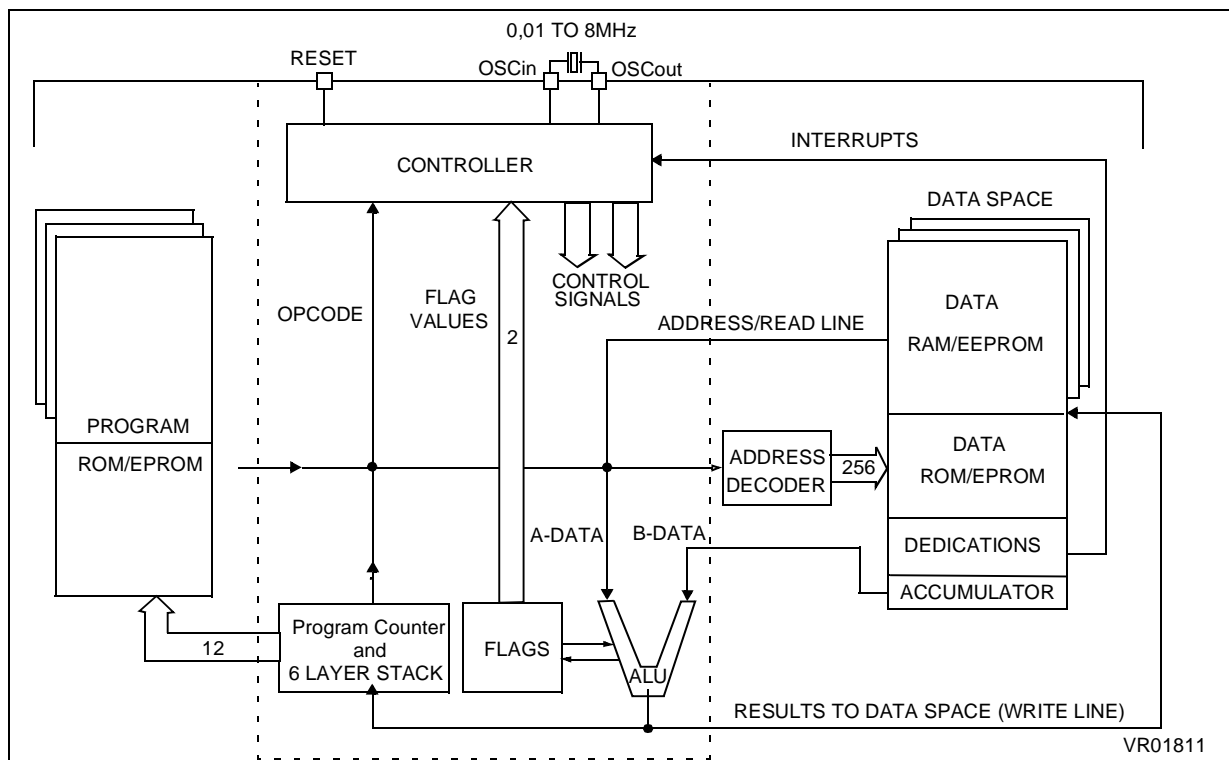 0,01 TO 8MHz
RESET
OSCin
OSCout
INTERRUPTS
CONTROLLER
DATA SPACE
CONTROL
SIGNALS
FLAG
VALUES
OPCODE
2
ADDRESS/READ LINE
DATA
RAM/EEPROM
PROGRAM
ROM/EPROM
ADDRESS
DECODER
256
DATA
ROM/EPROM
A-DATA
B-DATA
DEDICATIONS
ACCUMULATOR
12
Program Counter
and
6 LAYER STACK
FLAGS
ALU
RESULTS TO DATA SPACE (WRITE LINE)
VR01811